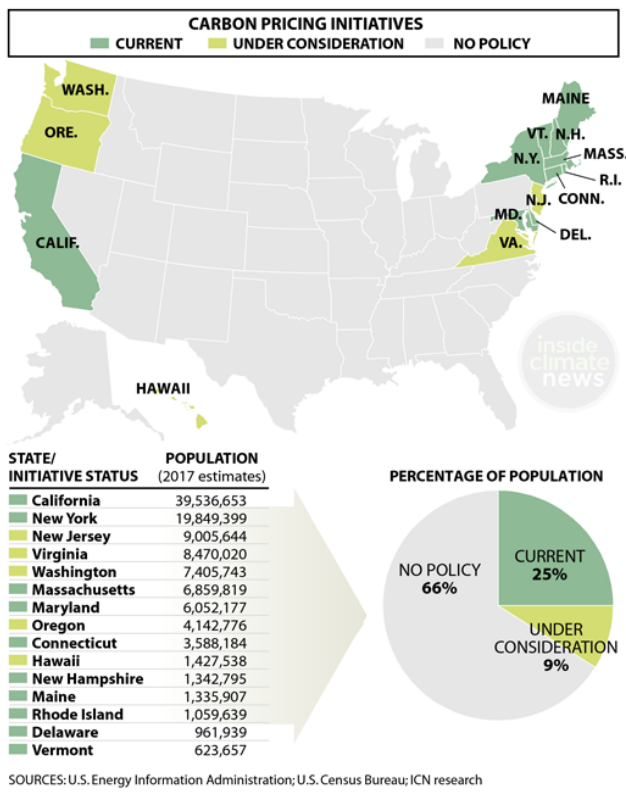 CARBON PRICING INITIATIVES
CURRENT UNDER CONSIDERATION NO POLICY
WASH.
ORE.
CALIF.
MAINE
VT. N.H.
N.Y.
MASS.
R.I.
N.J. CONN.
MD.
DEL.
VA.
HAWAII
inside
climate
news
STATE/
INITIATIVE STATUS
POPULATION
(2017 estimates)
California 39,536,653
New York 19,849,399
New Jersey 9,005,644
Virginia 8,470,020
Washington 7,405,743
Massachusetts 6,859,819
Maryland 6,052,177
Oregon 4,142,776
Connecticut 3,588,184
Hawaii 1,427,538
New Hampshire 1,342,795
Maine 1,335,907
Rhode Island 1,059,639
Delaware 961,939
Vermont 623,657
PERCENTAGE OF POPULATION
NO POLICY
66%
CURRENT
25%
UNDER
CONSIDERATION
9%
SOURCES: U.S. Energy Information Administration; U.S. Census Bureau; ICN research